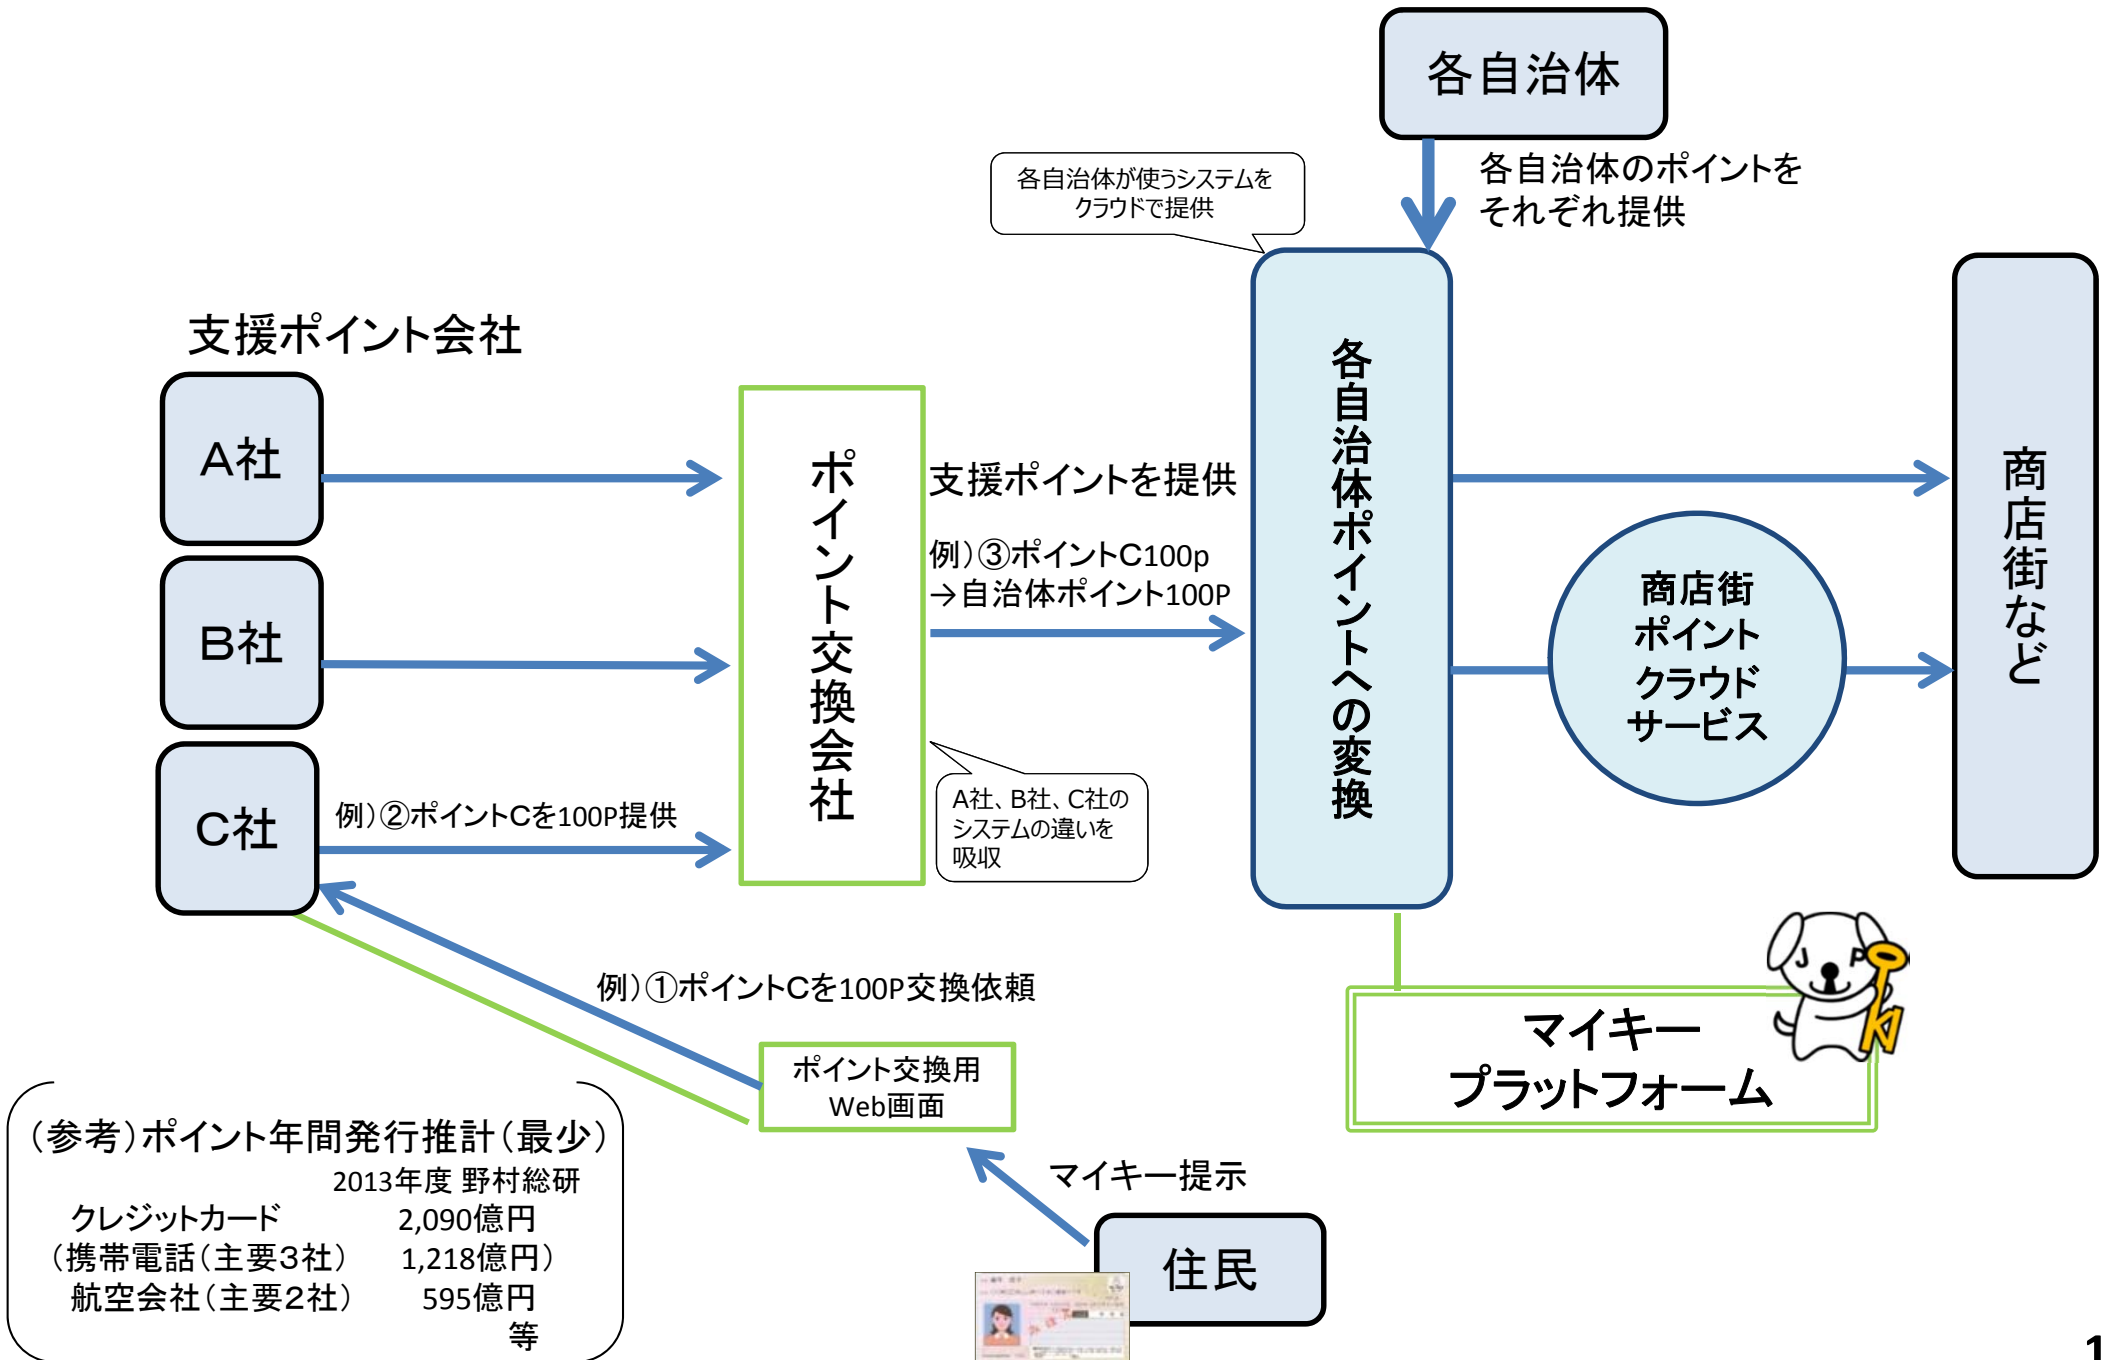 各自治体
各自治体のポイントを
それぞれ提供
各自治体が使うシステムを
クラウドで提供
支援ポイント会社
A社
B社
C社
ポイント交換会社
支援ポイントを提供
例）③ポイントC100p
→自治体ポイント100P
各自治体ポイントへの変換
商店街
ポイント
クラウド
サービス
商店街など
A社、B社、C社の
システムの違いを
吸収
例）②ポイントCを100P提供
例）①ポイントCを100P交換依頼
ポイント交換用
Web画面
マイキー
プラットフォーム
J P
KI
マイキー提示
住民
（参考）ポイント年間発行推計（最少）
2013年度 野村総研
クレジットカード 2,090億円
（携帯電話（主要3社） 1,218億円）
航空会社（主要2社） 595億円
等
1